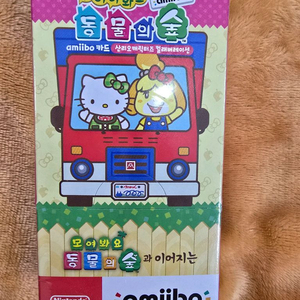 동물의 숲
amiibo 카드
산리오캐릭터즈 컬래버레이션
모여봐요
동물의 숲 과 이어지는
Nintendo
amiibo